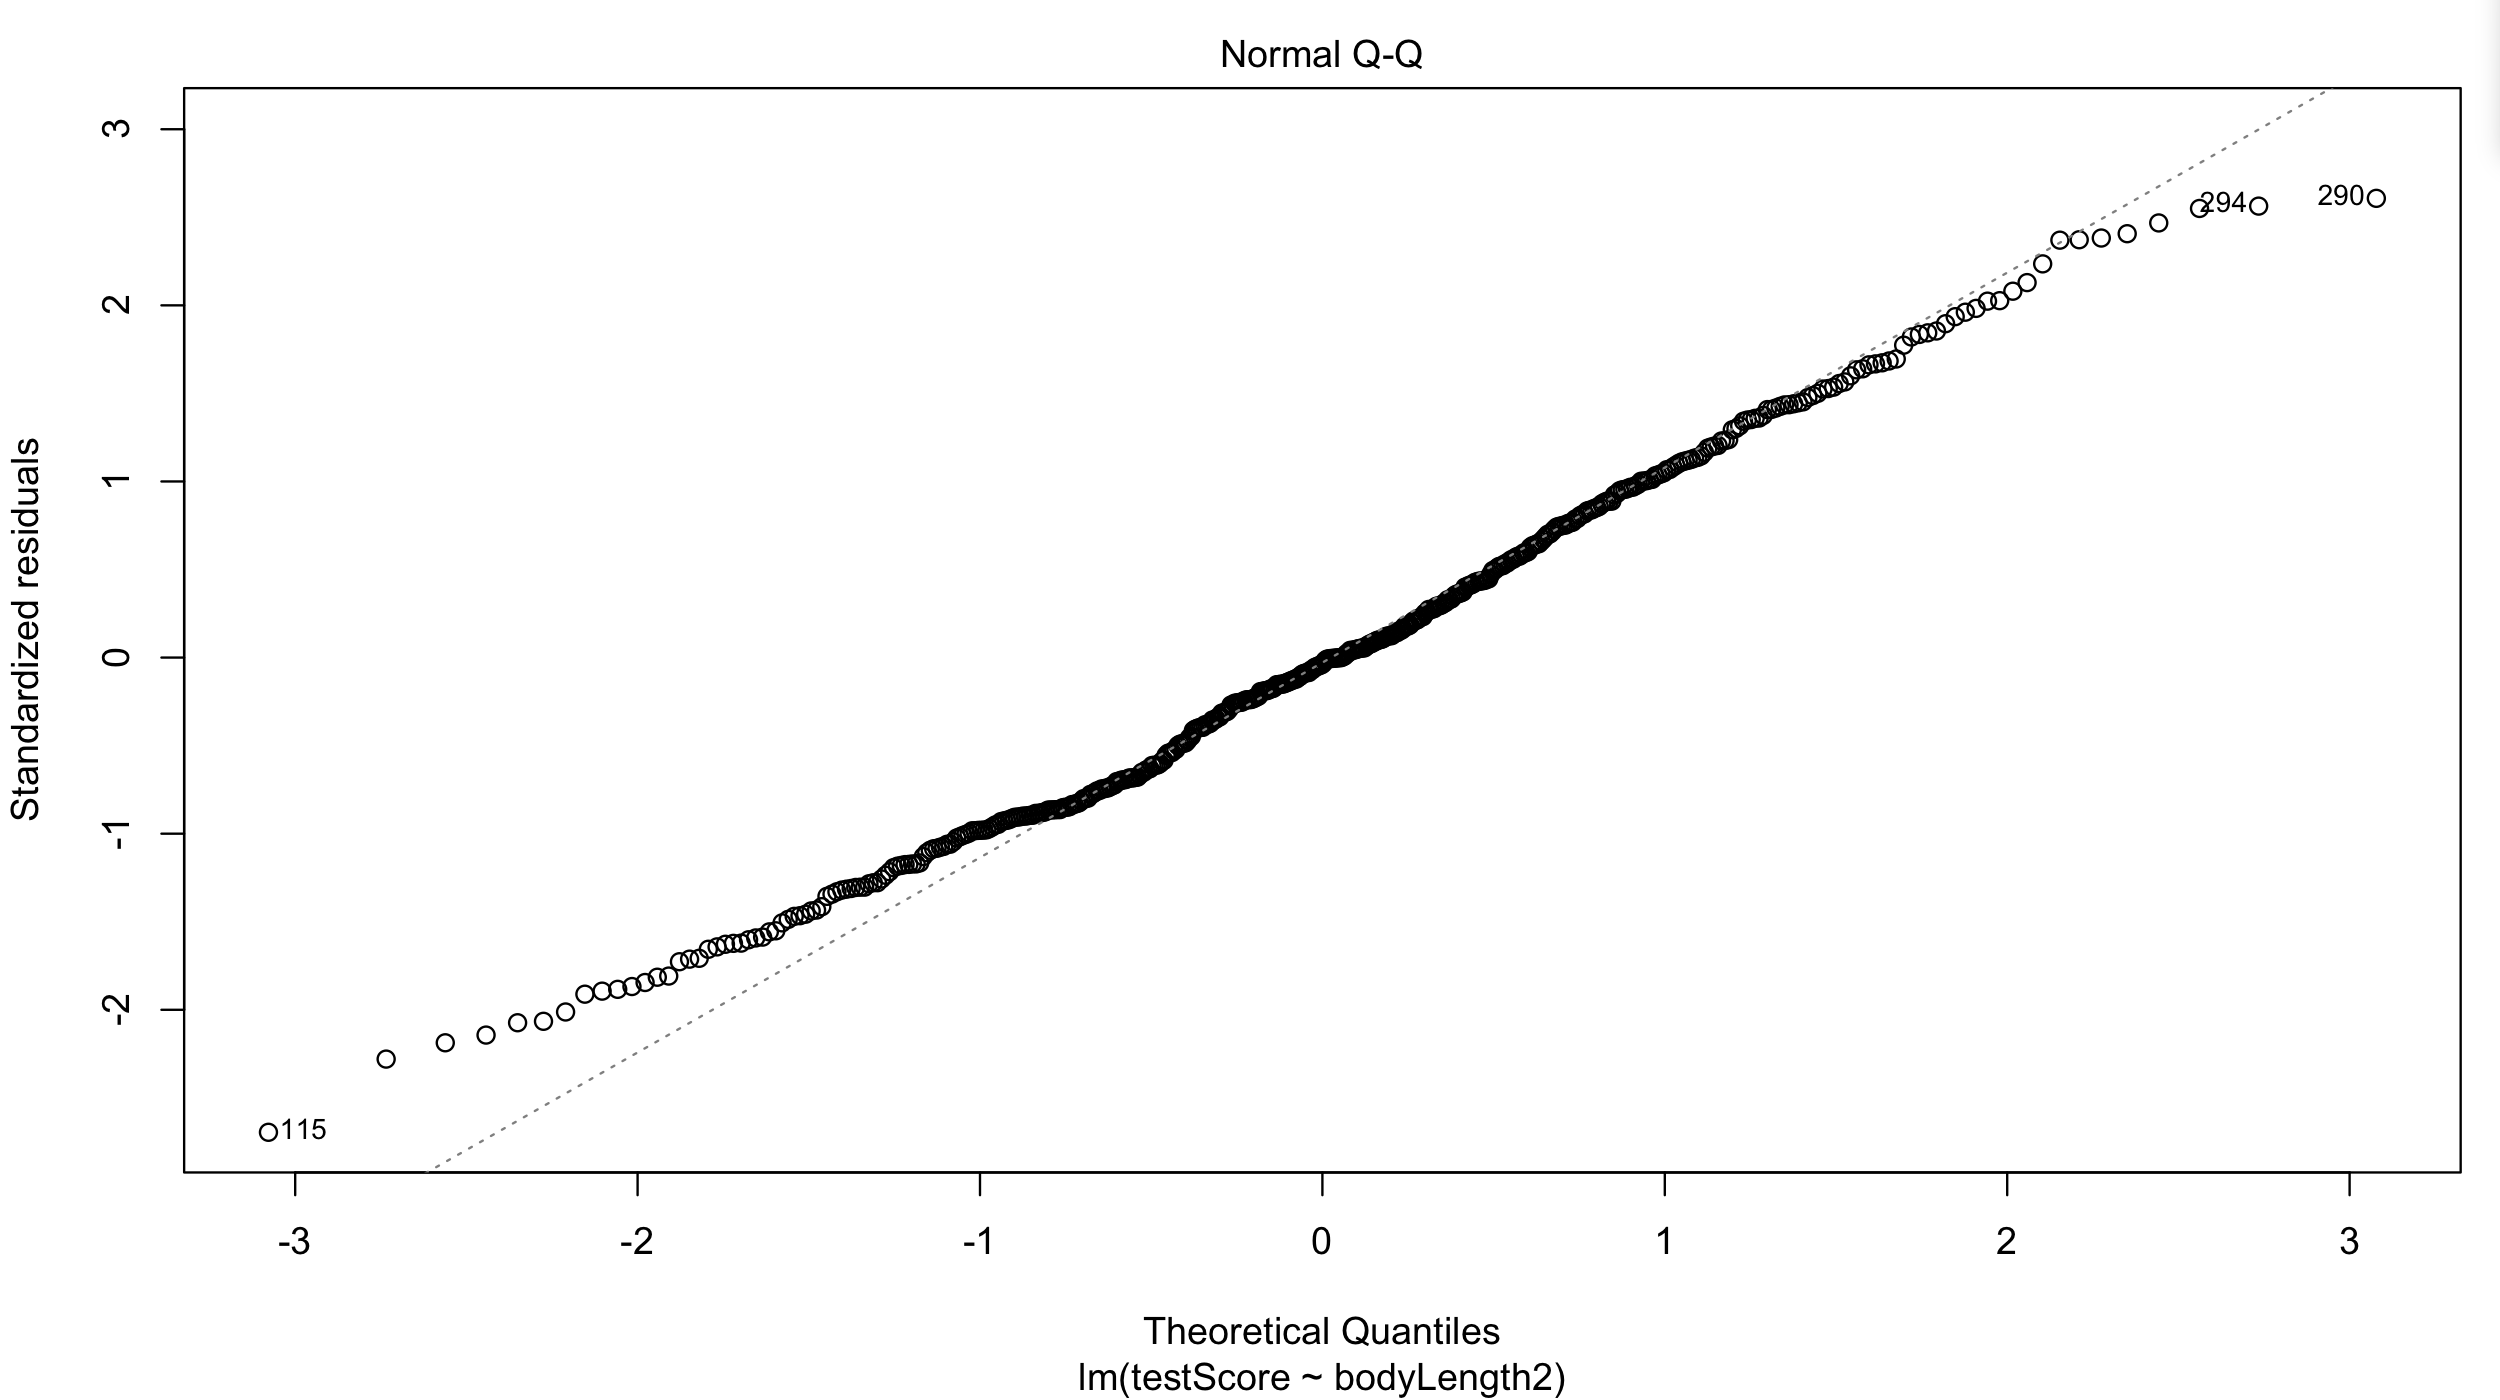 Normal Q-Q
3
2
1
0
-1
-2
Standardized residuals
294
290
115
-3 -2 -1 0 1 2 3
Theoretical Quantiles
lm(testScore ~ bodyLength2)